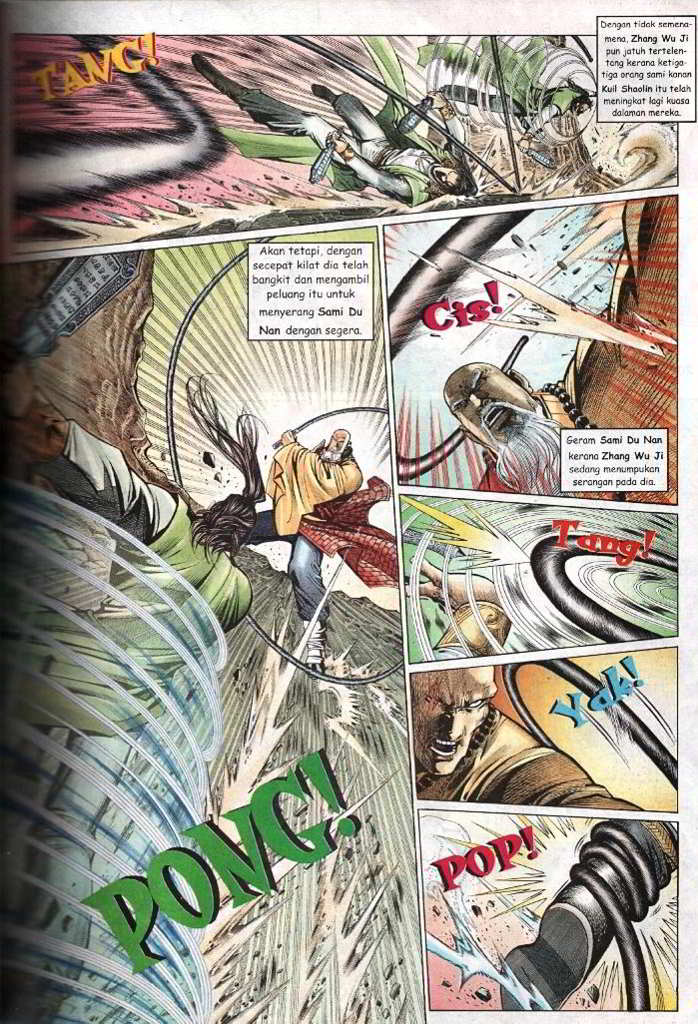 TANG!
Dengan tidak semena-
mena, Zhang Wu Ji
pun jatuh tertelen-
tang kerana ketiga-
tiga orang sami kanan
Kuil Shaolin itu telah
meningkat lagi kuasa
dalaman mereka.
Akan tetapi, dengan
secepat kilat dia telah
bangkit dan mengambil
peluang itu untuk
menyerang Sami Du
Nan dengan segera.
Cis!
Geram Sami Du Nan
kerana Zhang Wu Ji
sedang menumpukan
serangan pada dia.
Tang!
Yak!
PONG!
POP!